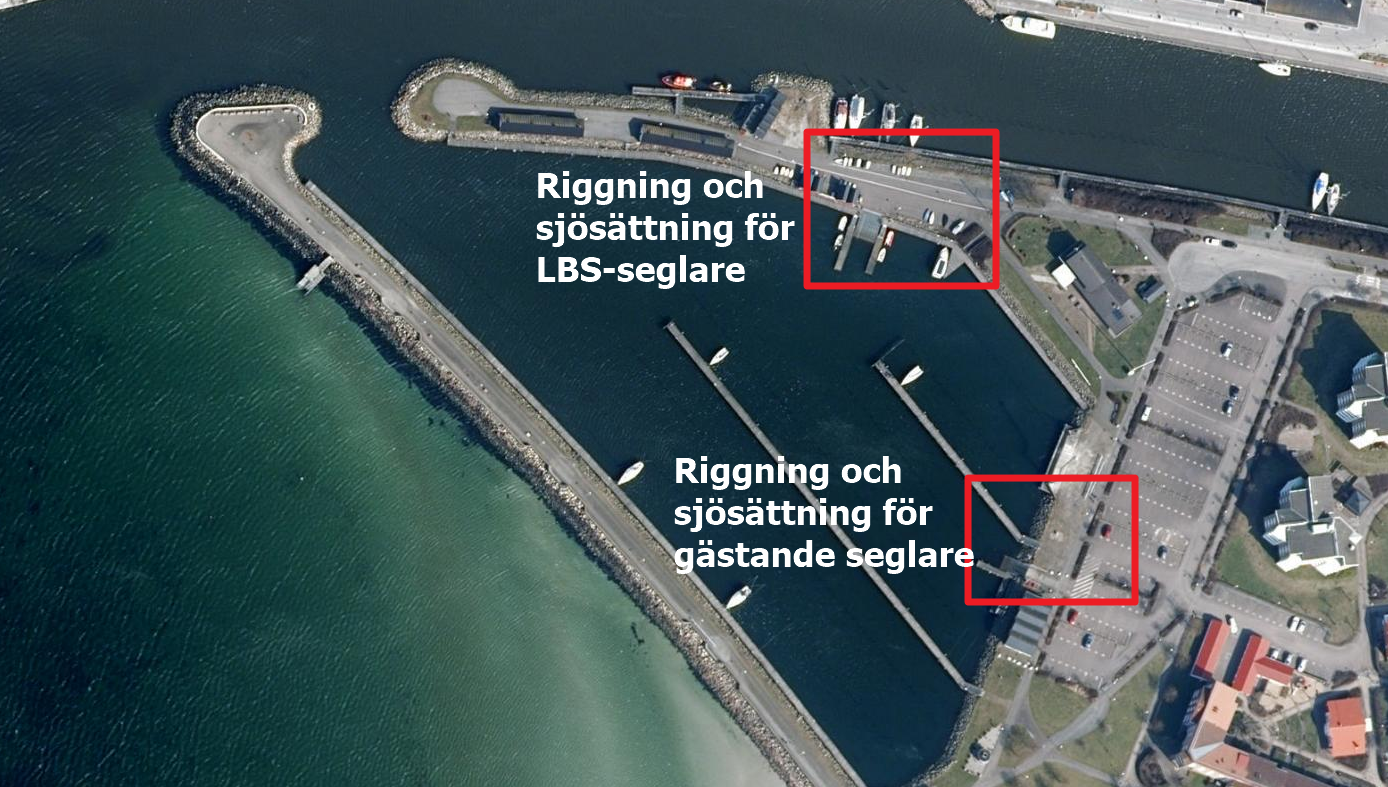 Riggning och
sjösättning för
LBS-seglare
Riggning och
sjösättning för
gästande seglare